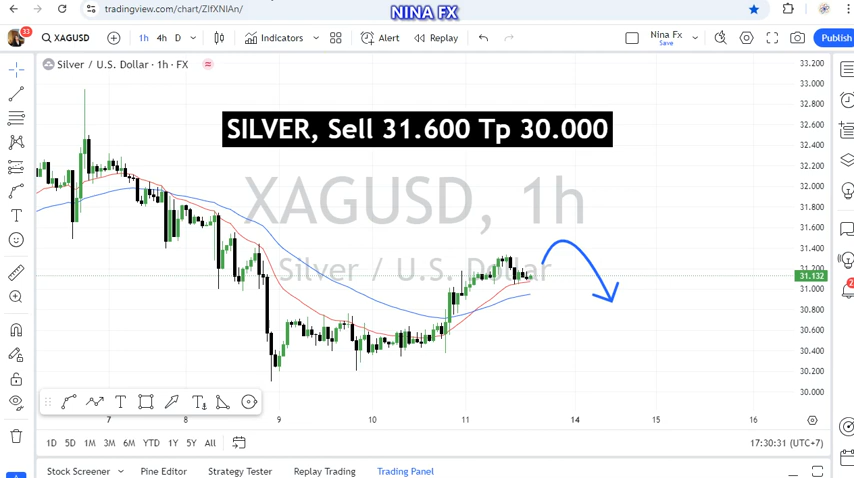 tradingview.com/chart/ZIfXNIAn/
NINA FX
33
XAGUSD
1h 4h D
Indicators
Alert
Replay
Nina Fx
Save
Publish
Silver / U.S. Dollar · 1h · FX
SILVER, Sell 31.600 Tp 30.000
XAGUSD, 1h
Silver / U.S. Dollar
33.200
33.000
32.800
32.600
32.400
32.200
32.000
31.800
31.600
31.400
31.200
31.132
31.000
30.800
30.600
30.400
30.200
30.000
2
7 8 9 10 11 14 15 16
1D 5D 1M 3M 6M YTD 1Y 5Y All
17:30:31 (UTC+7)
Stock Screener Pine Editor Strategy Tester Replay Trading Trading Panel